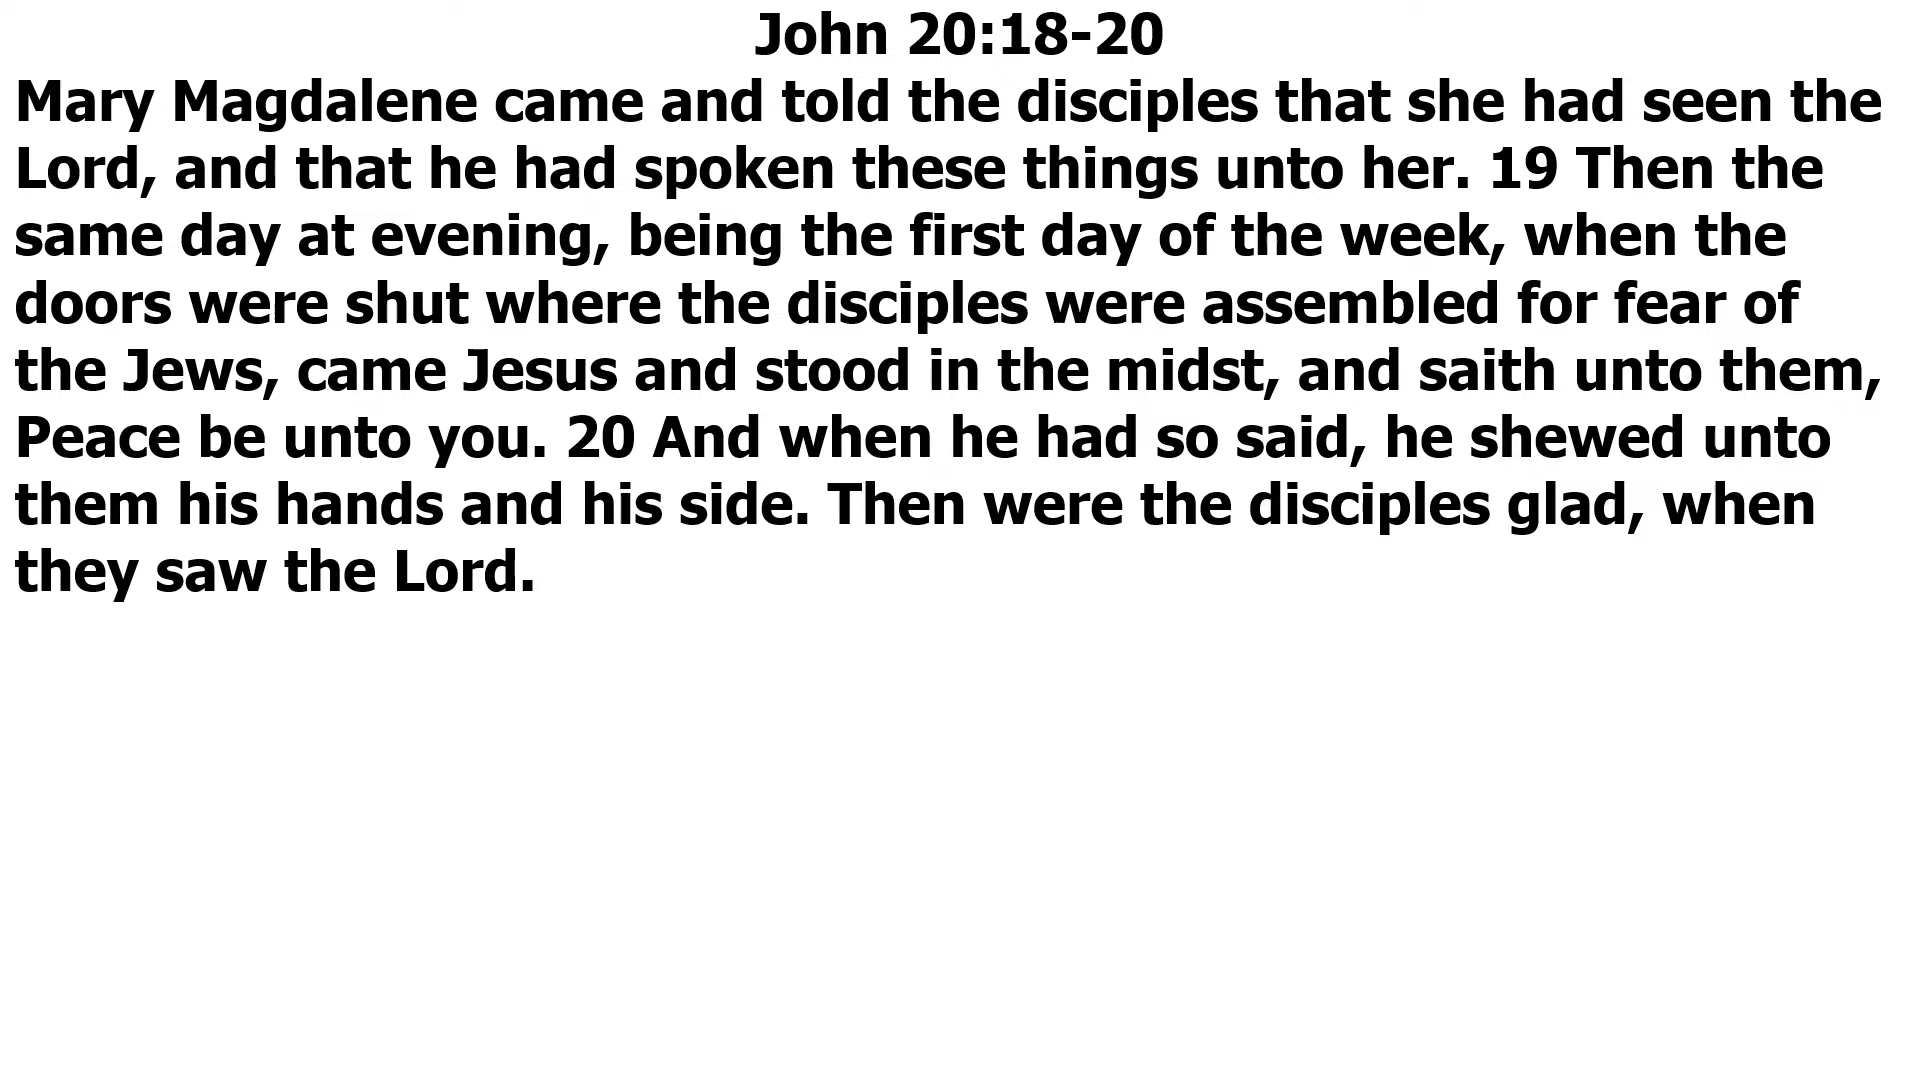 John 20:18-20
Mary Magdalene came and told the disciples that she had seen the
Lord, and that he had spoken these things unto her. 19 Then the
same day at evening, being the first day of the week, when the
doors were shut where the disciples were assembled for fear of
the Jews, came Jesus and stood in the midst, and saith unto them,
Peace be unto you. 20 And when he had so said, he shewed unto
them his hands and his side. Then were the disciples glad, when
they saw the Lord.